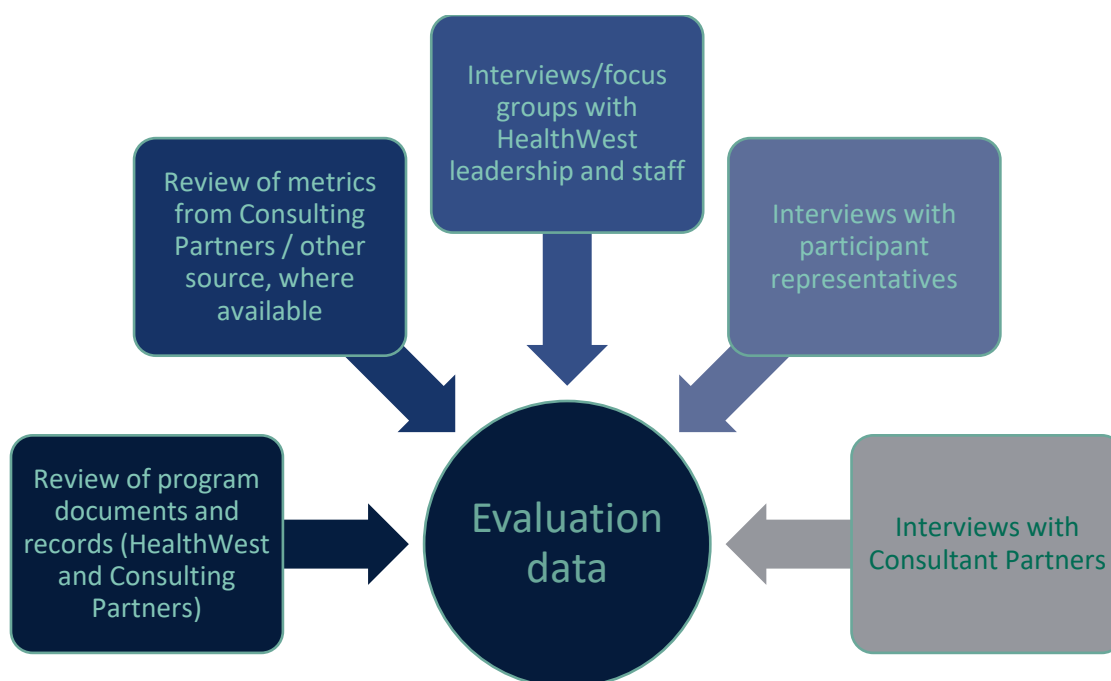 Review of program
documents and
records (HealthWest
and Consulting
Partners)
Review of metrics
from Consulting
Partners / other
source, where
available
Interviews/focus
groups with
HealthWest
leadership and staff
Interviews with
participant
representatives
Interviews with
Consultant Partners
Evaluation
data